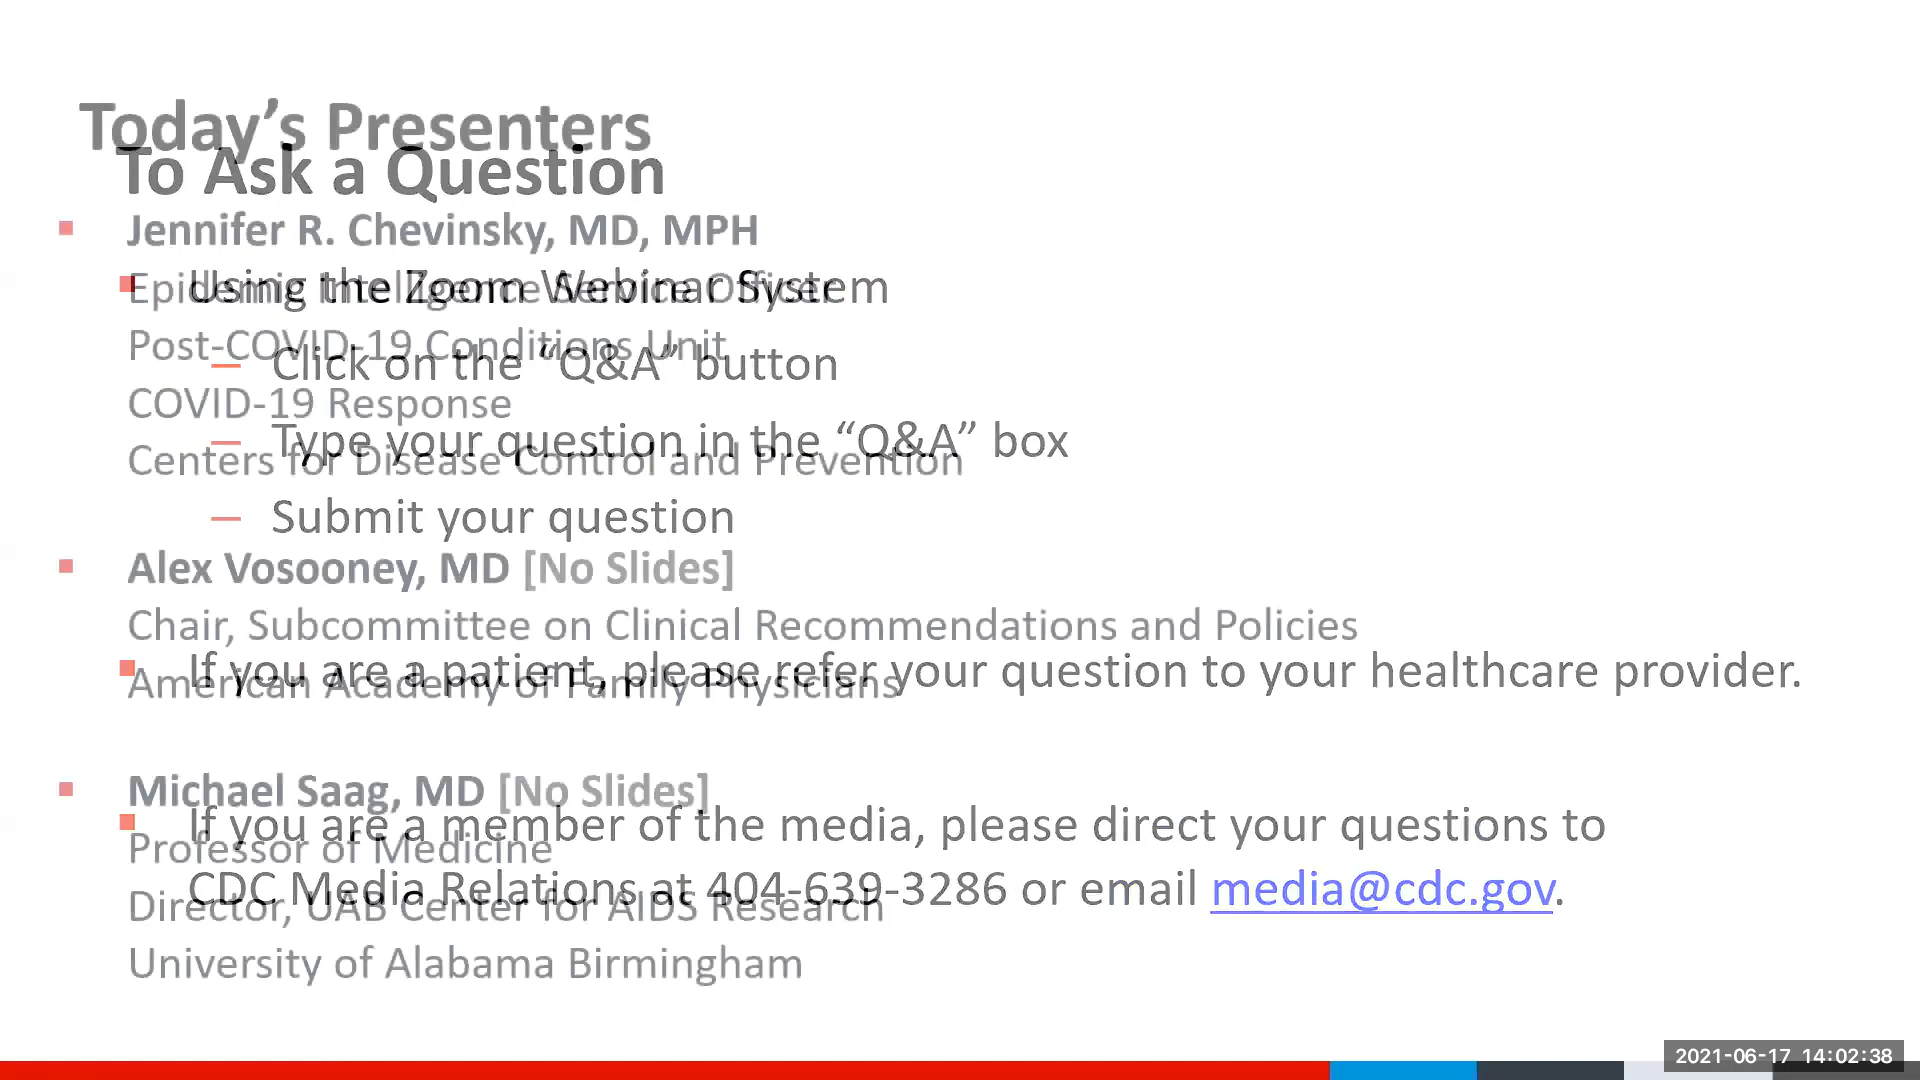 Today’s Presenters
To Ask a Question
▪ Jennifer R. Chevinsky, MD, MPH
Epidemic Intelligence Service Officer
▪ Using the Zoom Webinar System
Post-COVID-19 Conditions Unit
— Click on the “Q&A” button
COVID-19 Response
— Type your question in the “Q&A” box
Centers for Disease Control and Prevention
— Submit your question
▪ Alex Vosooney, MD [No Slides]
Chair, Subcommittee on Clinical Recommendations and Policies
▪ If you are a patient, please refer your question to your healthcare provider.
American Academy of Family Physicians
▪ Michael Saag, MD [No Slides]
▪ If you are a member of the media, please direct your questions to
Professor of Medicine
CDC Media Relations at 404-639-3286 or email media@cdc.gov.
Director, UAB Center for AIDS Research
University of Alabama Birmingham
2021-06-17 14:02:38